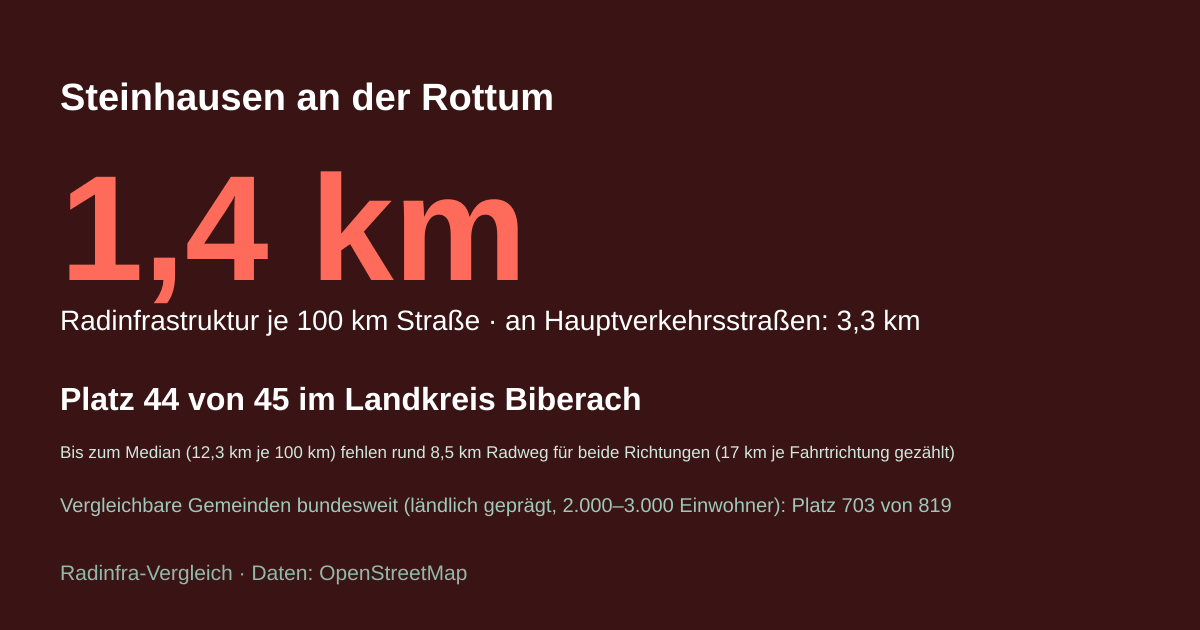 Steinhausen an der Rottum
1,4 km
Radinfrastruktur je 100 km Straße · an Hauptverkehrsstraßen: 3,3 km
Platz 44 von 45 im Landkreis Biberach
Bis zum Median (12,3 km je 100 km) fehlen rund 8,5 km Radweg für beide Richtungen (17 km je Fahrtrichtung gezählt)
Vergleichbare Gemeinden bundesweit (ländlich geprägt, 2.000–3.000 Einwohner): Platz 703 von 819
Radinfra-Vergleich · Daten: OpenStreetMap